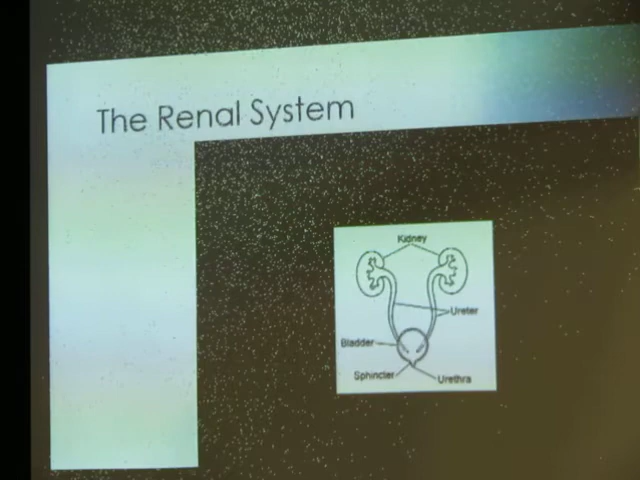 The Renal System
Kidney
Ureter
Bladder
Sphincter
Urethra